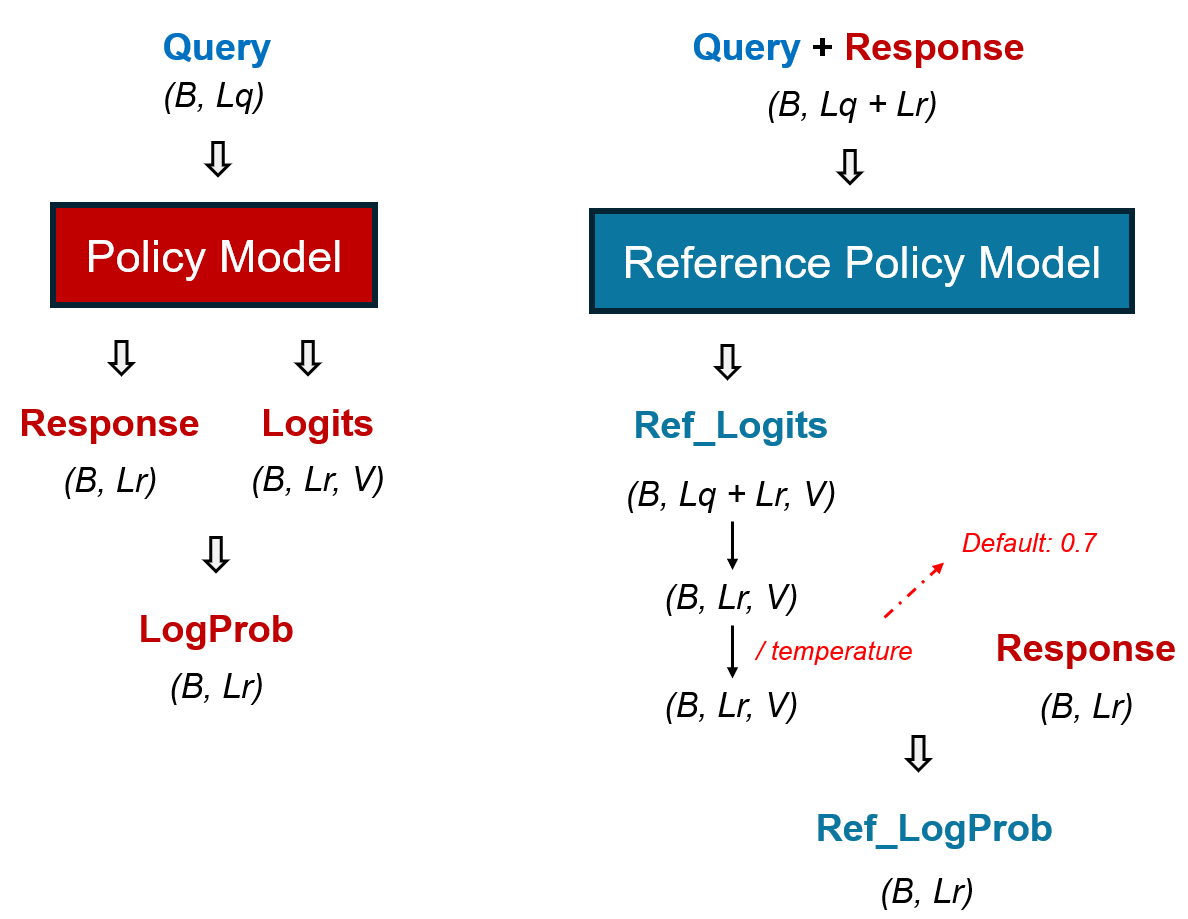 Query
(B, Lq)
Policy Model
Response
(B, Lr)
Logits
(B, Lr, V)
LogProb
(B, Lr)
Query + Response
(B, Lq + Lr)
Reference Policy Model
Ref_Logits
(B, Lq + Lr, V)
(B, Lr, V)
/ temperature
Default: 0.7
(B, Lr, V)
Response
(B, Lr)
Ref_LogProb
(B, Lr)